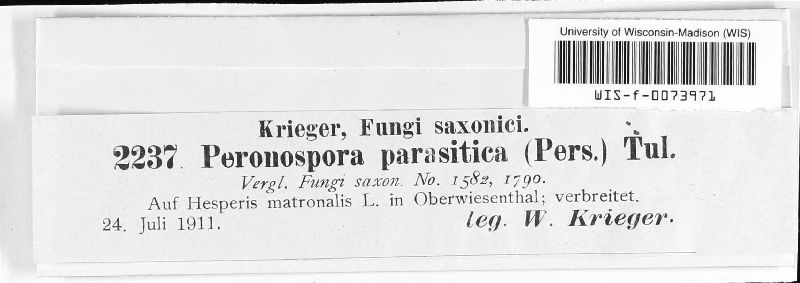 University of Wisconsin-Madison (WIS)
WIS-f-0073971
Krieger, Fungi saxonici.
2237. Peronospora parasitica (Pers.) Tul.
Vergl. Fungi saxon. No. 1582, 1790.
Auf Hesperis matronalis L. in Oberwiesenthal; verbreitet.
24. Juli 1911. leg. W. Krieger.